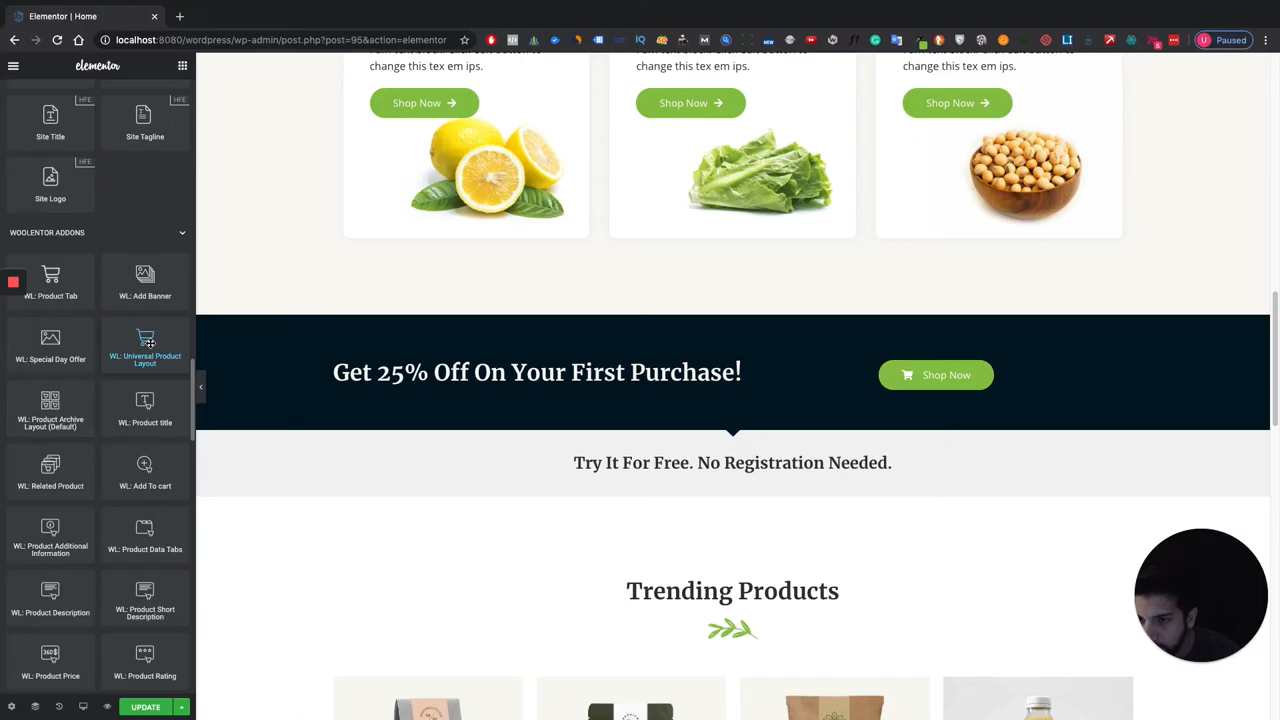 Elementor | Home
localhost:8080/wordpress/wp-admin/post.php?post=95&action=elementor
Paused
elementor
HFE
HFE
Site Title
Site Tagline
HFE
Site Logo
WOOLENTOR ADDONS
WL: Product Tab
WL: Add Banner
WL: Special Day Offer
WL: Universal Product
Layout
WL: Product Archive
Layout (Default)
WL: Product title
WL: Related Product
WL: Add To cart
WL: Product Additional
Information
WL: Product Data Tabs
WL: Product Description
WL: Product Short
Description
WL: Product Price
WL: Product Rating
UPDATE
change this tex em ips.
change this tex em ips.
change this tex em ips.
Shop Now
Shop Now
Shop Now
Get 25% Off On Your First Purchase!
Shop Now
Try It For Free. No Registration Needed.
Trending Products